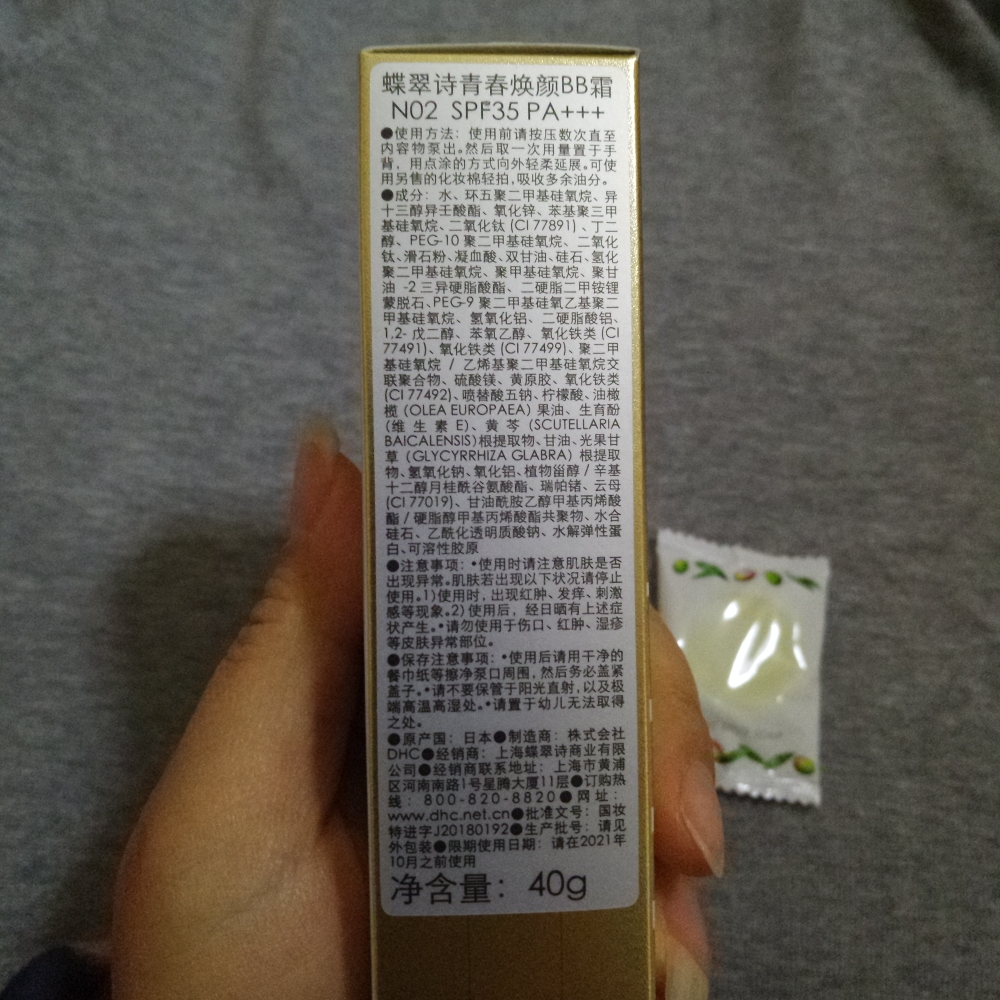 蝶翠诗青春焕颜BB霜
N02 SPF35 PA+++
●使用方法：使用前请按压数次直至
内容物泵出。然后取一次用量置于手
背，用点涂的方式向外轻柔延展。可使
用另售的化妆棉轻拍，吸收多余油分。
●成分：水、环五聚二甲基硅氧烷、异
十三醇异壬酸酯、氧化锌、苯基聚三甲
基硅氧烷、二氧化钛 (CI 77891) 、丁二
醇、PEG-10 聚二甲基硅氧烷、二氧化
钛、滑石粉、凝血酸、双甘油、硅石、氢化
聚二甲基硅氧烷、聚甲基硅氧烷、聚甘
油 -2 三异硬脂酸酯、二硬脂二甲铵锂
蒙脱石、PEG-9 聚二甲基硅氧乙基聚二
甲基硅氧烷、氢氧化铝、二硬脂酸铝、
1,2- 戊二醇、苯氧乙醇、氧化铁类 (CI
77491)、氧化铁类 (CI 77499)、聚二甲
基硅氧烷 / 乙烯基聚二甲基硅氧烷交
联聚合物、硫酸镁、黄原胶、氧化铁类
(CI 77492)、喷替酸五钠、柠檬酸、油橄
榄 (OLEA EUROPAEA) 果油、生育酚
(维生素E)、黄芩 (SCUTELLARIA
BAICALENSIS)根提取物、甘油、光果甘
草 (GLYCYRRHIZA GLABRA) 根提取
物、氢氧化钠、氧化铝、植物甾醇 / 辛基
十二醇月桂酰谷氨酸酯、瑞帕锗、云母
(CI 77019)、甘油酰胺乙醇甲基丙烯酸
酯 / 硬脂醇甲基丙烯酸酯共聚物、水合
硅石、乙酰化透明质酸钠、水解弹性蛋
白、可溶性胶原
●注意事项：•使用时请注意肌肤是否
出现异常。肌肤若出现以下状况请停止
使用。1)使用时，出现红肿、发痒、刺激
感等现象。2) 使用后，经日晒有上述症
状产生。•请勿使用于伤口、红肿、湿疹
等皮肤异常部位。
●保存注意事项：•使用后请用干净的
餐巾纸等擦净泵口周围，然后务必盖紧
盖子。•请不要保管于阳光直射，以及极
端高温高湿处。•请置于幼儿无法取得
之处。
●原产国：日本●制造商：株式会社
DHC●经销商：上海蝶翠诗商业有限
公司●经销商联系地址：上海市黄浦
区河南南路1号星腾大厦11层●订购热
线：800-820-8820●网址：
www.dhc.net.cn●批准文号：国妆
特进字J20180192●生产批号：请见
外包装●限期使用日期：请在2021年
10月之前使用
净含量：40g